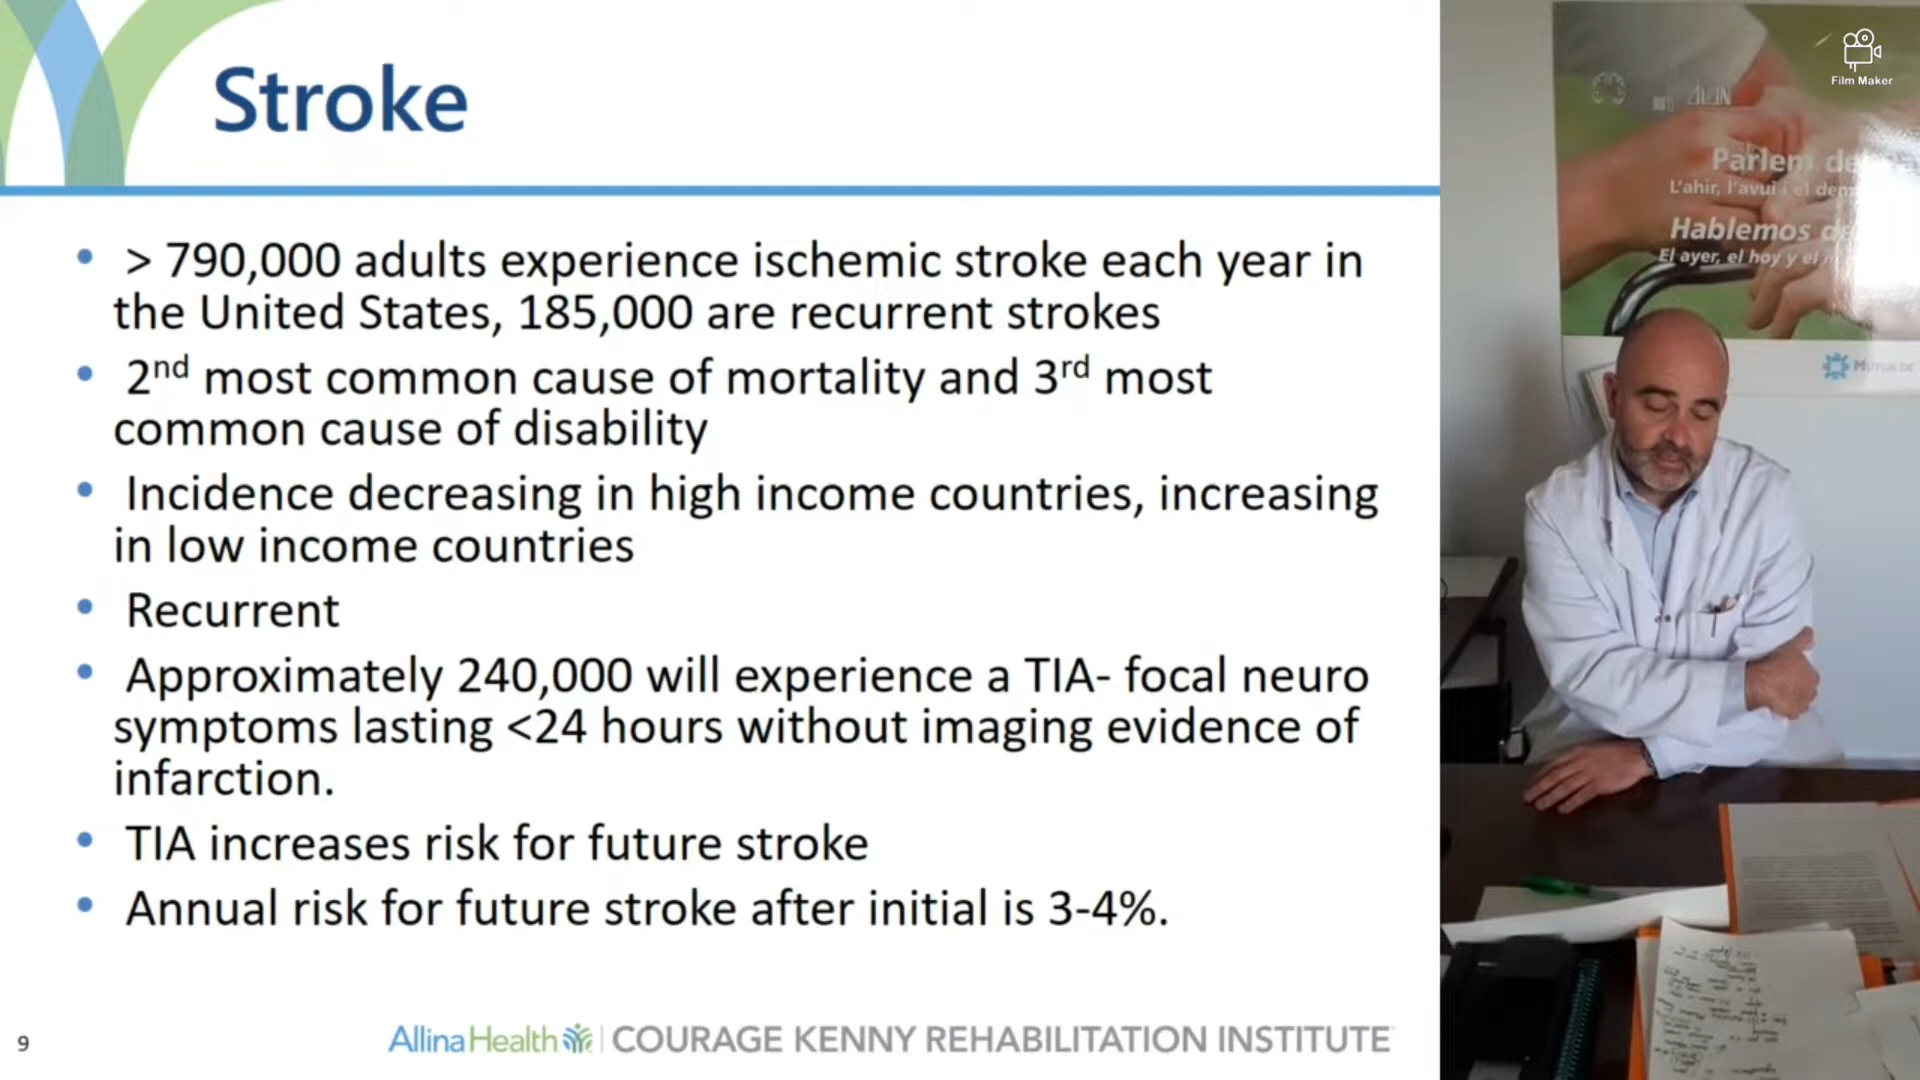 Stroke
• > 790,000 adults experience ischemic stroke each year in
the United States, 185,000 are recurrent strokes
• 2nd most common cause of mortality and 3rd most
common cause of disability
• Incidence decreasing in high income countries, increasing
in low income countries
• Recurrent
• Approximately 240,000 will experience a TIA- focal neuro
symptoms lasting <24 hours without imaging evidence of
infarction.
• TIA increases risk for future stroke
• Annual risk for future stroke after initial is 3-4%.
9
AllinaHealth | COURAGE KENNY REHABILITATION INSTITUTE
Film Maker
Parlem de
L'ahir, l'avui i el dem
Hablemos de
El ayer, el hoy y el m